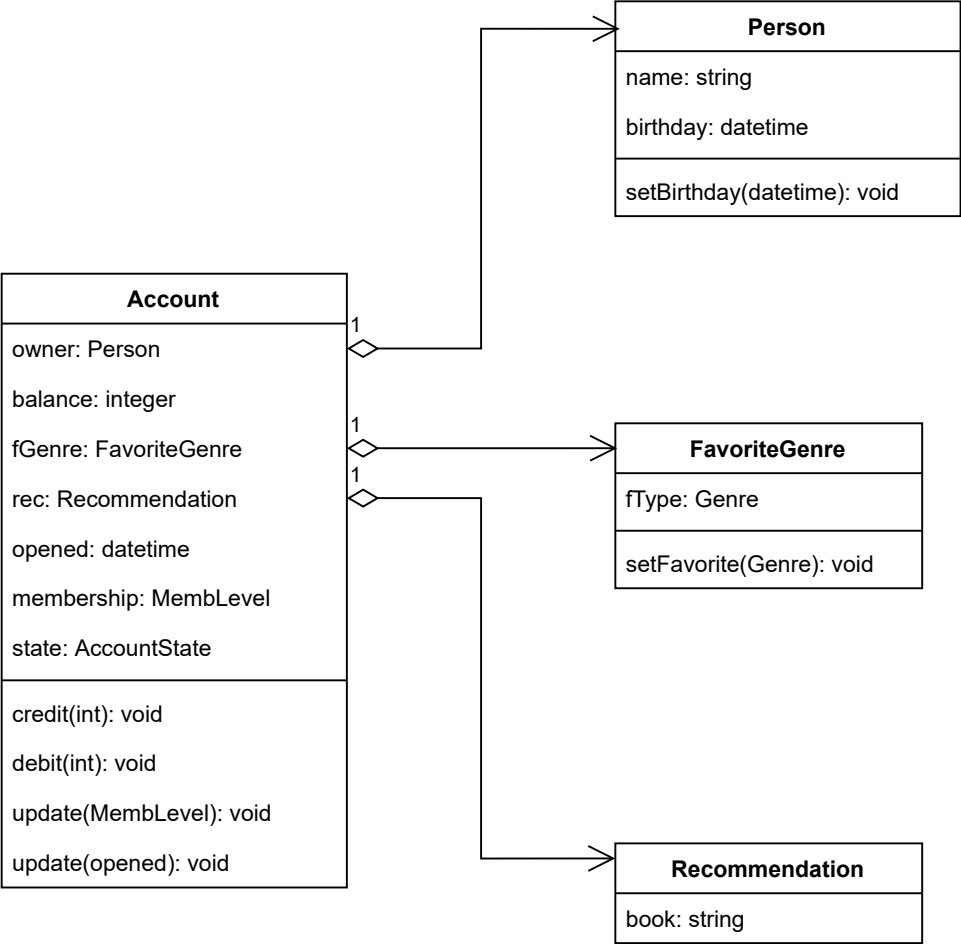 Person
name: string
birthday: datetime
setBirthday(datetime): void
Account
owner: Person
balance: integer
fGenre: FavoriteGenre
rec: Recommendation
opened: datetime
membership: MembLevel
state: AccountState
credit(int): void
debit(int): void
update(MembLevel): void
update(opened): void
1
1
1
FavoriteGenre
fType: Genre
setFavorite(Genre): void
Recommendation
book: string